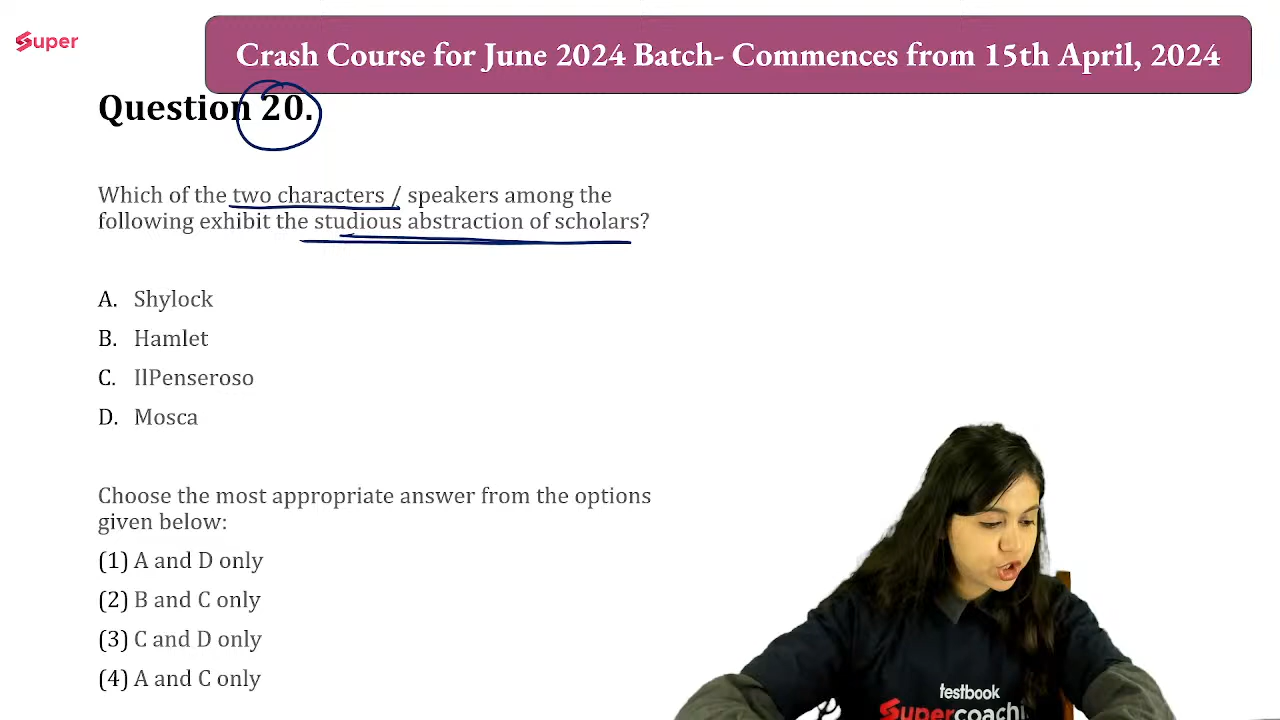 Super
Crash Course for June 2024 Batch- Commences from 15th April, 2024
Question 20.
Which of the two characters / speakers among the
following exhibit the studious abstraction of scholars?
A. Shylock
B. Hamlet
C. IlPenseroso
D. Mosca
Choose the most appropriate answer from the options
given below:
(1) A and D only
(2) B and C only
(3) C and D only
(4) A and C only
testbook
Supercoachi